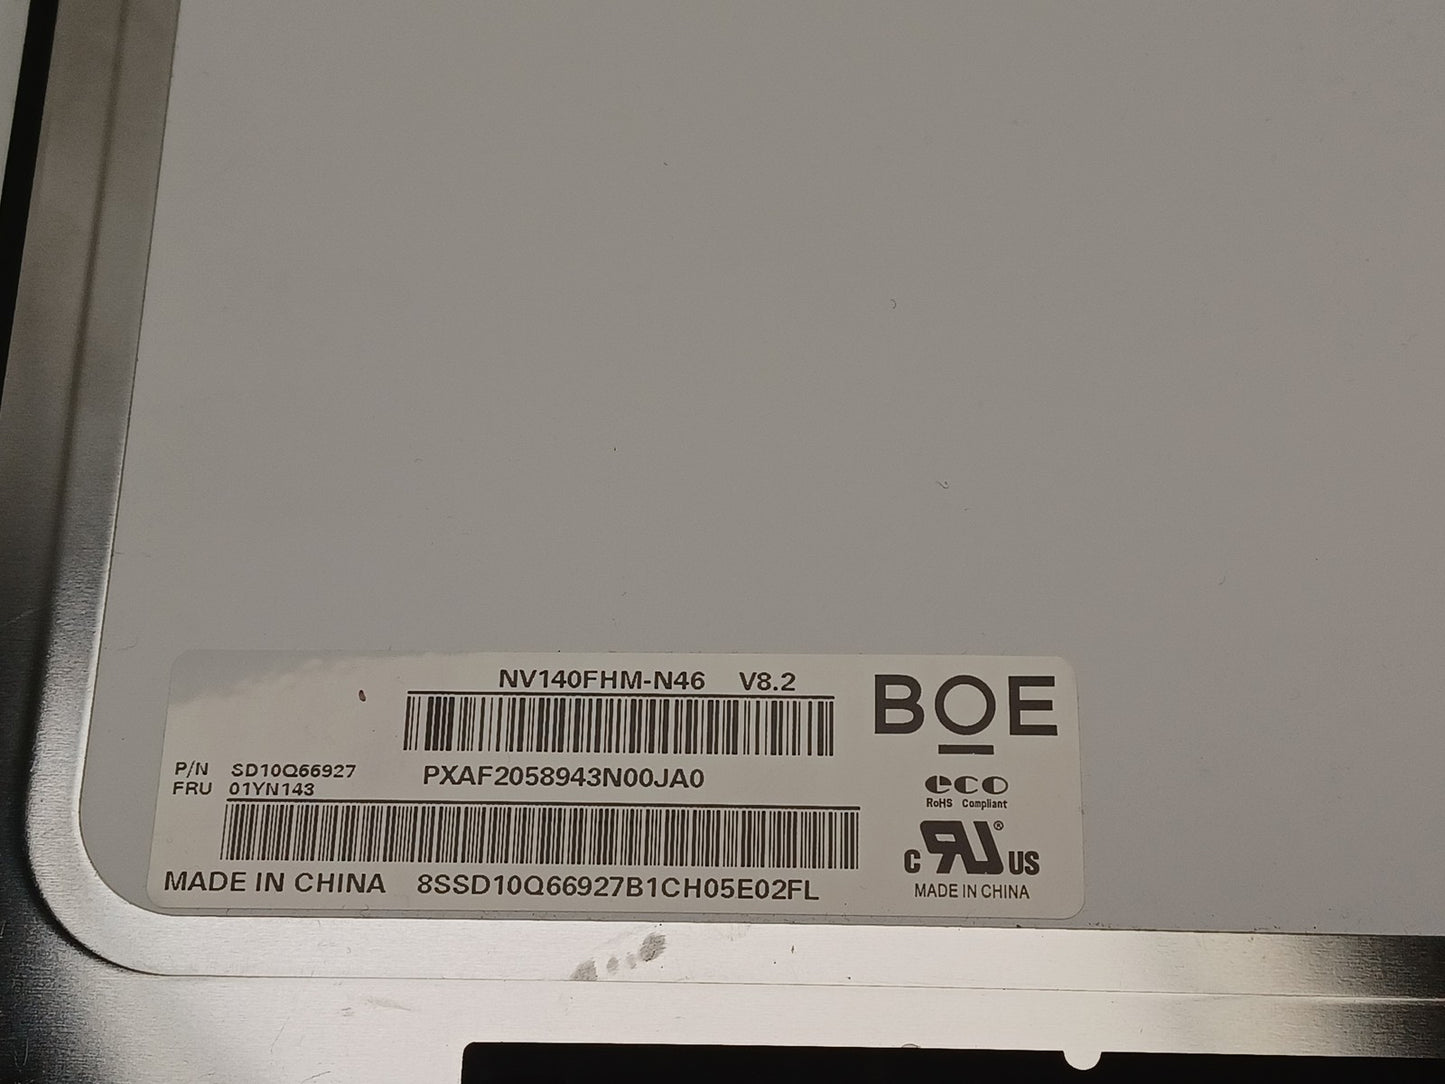 NV140FHM-N46 V8.2
BOE
P/N SD10Q66927
FRU 01YN143
PXAF2058943N00JA0
eco
RoHS Compliant
C RU ® US
MADE IN CHINA
MADE IN CHINA 8SSD10Q66927B1CH05E02FL